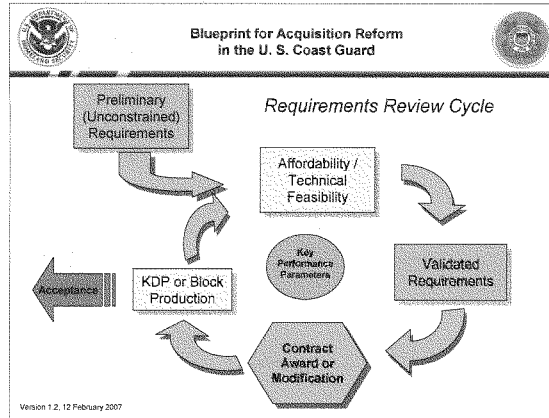 Blueprint for Acquisition Reform
in the U. S. Coast Guard
Requirements Review Cycle
Preliminary
(Unconstrained)
Requirements
Affordability /
Technical
Feasibility
Key
Performance
Parameters
Validated
Requirements
Contract
Award or
Modification
KDP or Block
Production
Acceptance
Version 1.2, 12 February 2007